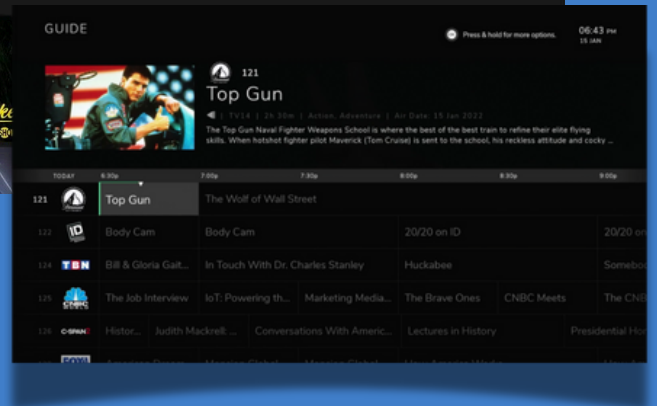 GUIDE
Press & hold for more options.
06:43 PM
15 JAN
121
Top Gun
TV14 | 2h 30m | Action, Adventure | Air Date: 15 Jan 2022
The Top Gun Naval Fighter Weapons School is where the best of the best train to refine their elite flying
skills. When hotshot fighter pilot Maverick (Tom Cruise) is sent to the school, his reckless attitude and cocky ...
TODAY 6:30p 7:00p 7:30p 8:00p 8:30p 9:00p
121 Top Gun The Wolf of Wall Street
122 ID Body Cam Body Cam 20/20 on ID 20/20 on
124 TBN Bill & Gloria Gait... In Touch With Dr. Charles Stanley Huckabee Someboo
125 CNBC WORLD The Job Interview IoT: Powering th... Marketing Media... The Brave Ones CNBC Meets The CNB
126 C-SPAN Histor... Judith Mackrell: ... Conversations With Americ... Lectures in History Presidential Hor